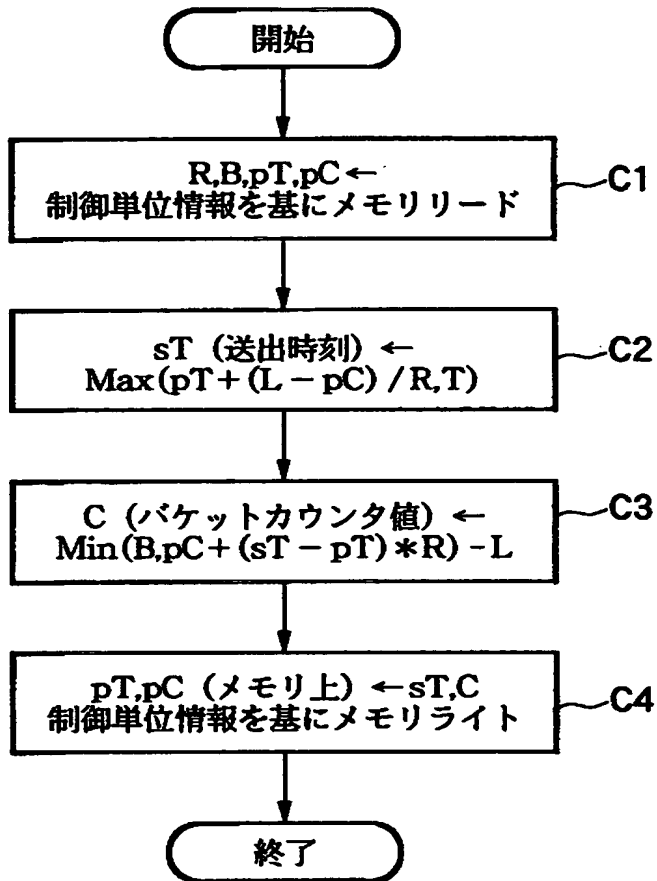 開始
R,B,pT,pC←
制御単位情報を基にメモリリード
C1
sT (送出時刻) ←
Max(pT+(L-pC)/R,T)
C2
C (バケットカウンタ値) ←
Min(B,pC+(sT-pT)*R)-L
C3
pT,pC (メモリ上) ←sT,C
制御単位情報を基にメモリライト
C4
終了